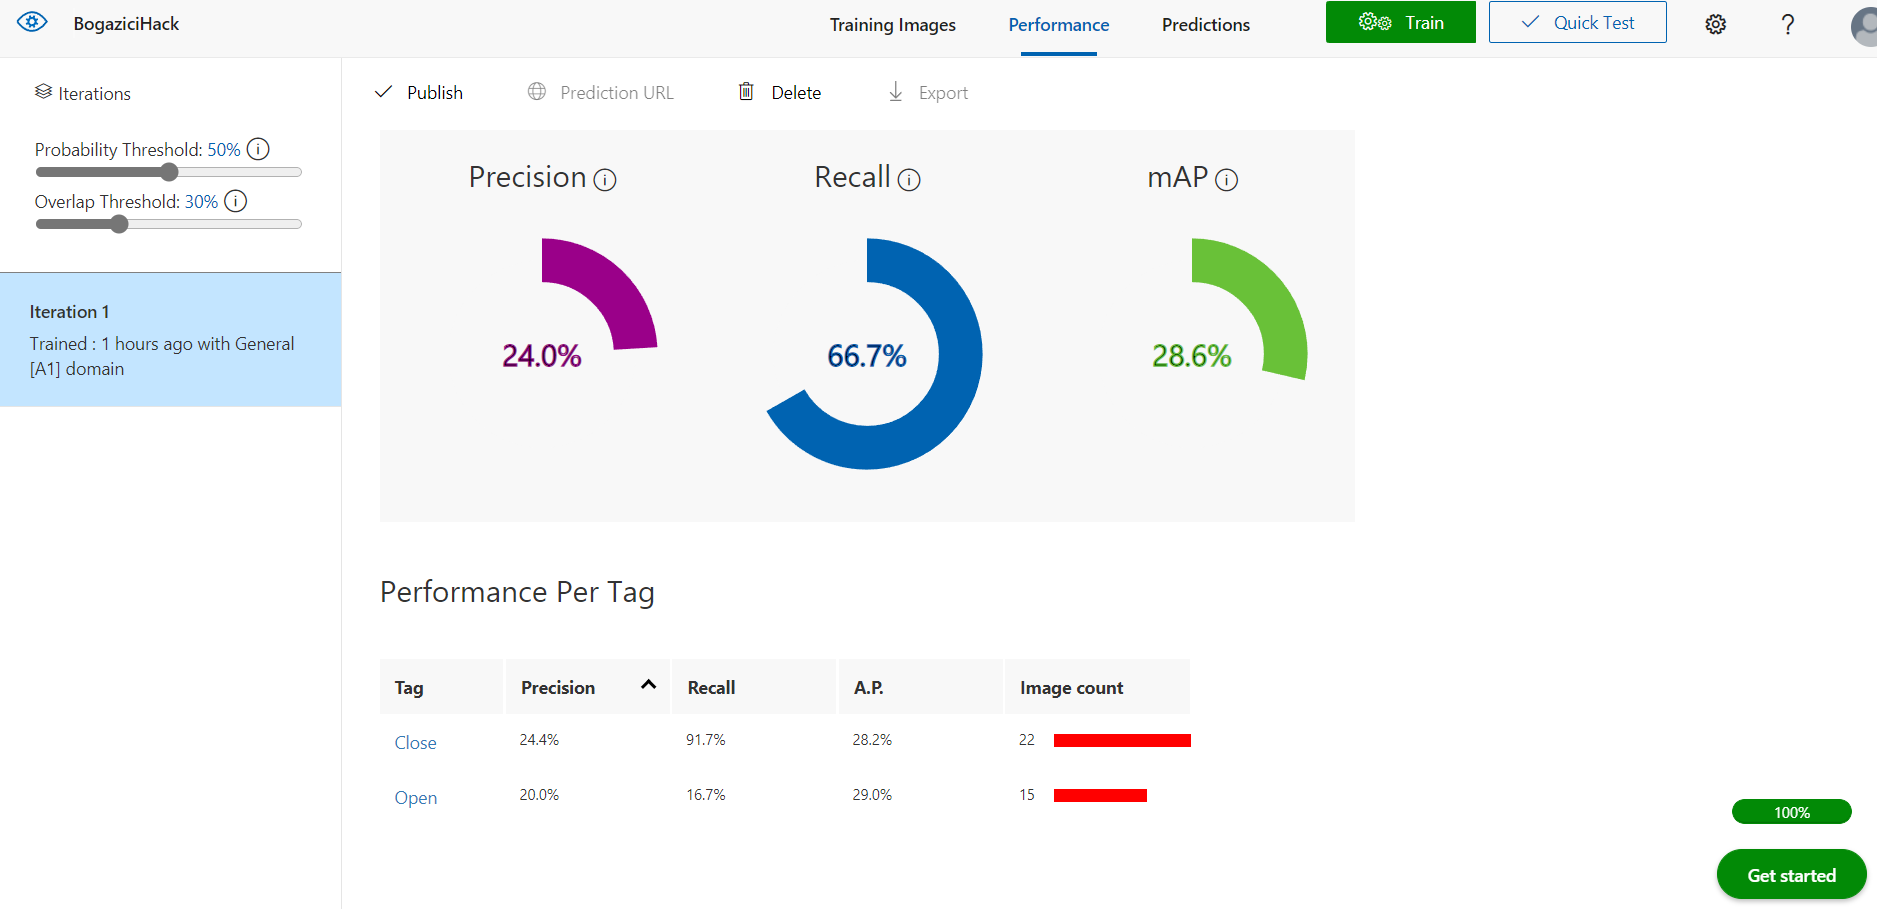 BogaziciHack
Training Images
Performance
Predictions
Train
Quick Test
?
Iterations
Probability Threshold: 50%
Overlap Threshold: 30%
Iteration 1
Trained : 1 hours ago with General
[A1] domain
Publish
Prediction URL
Delete
Export
Precision
Recall
mAP
24.0%
66.7%
28.6%
Performance Per Tag
Tag Precision Recall A.P. Image count
Close 24.4% 91.7% 28.2% 22
Open 20.0% 16.7% 29.0% 15
100%
Get started